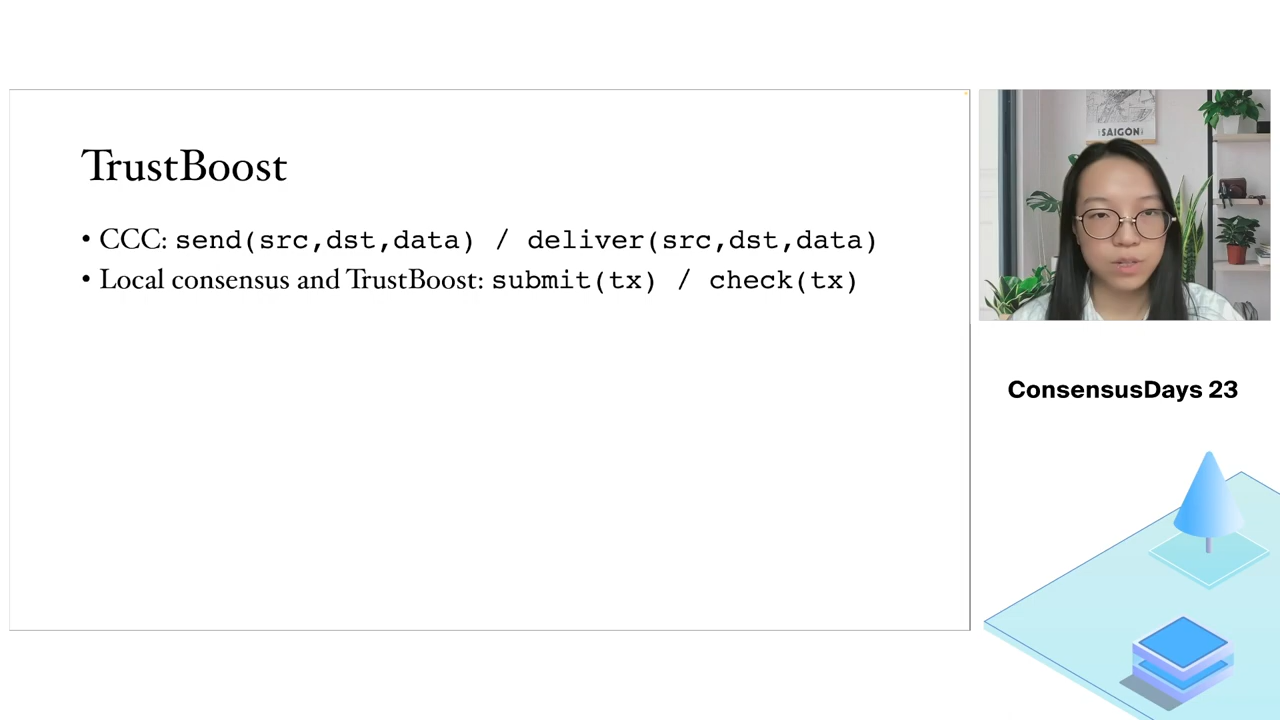 TrustBoost
• CCC: send(src,dst,data) / deliver(src,dst,data)
• Local consensus and TrustBoost: submit(tx) / check(tx)
SAIGON
ConsensusDays 23